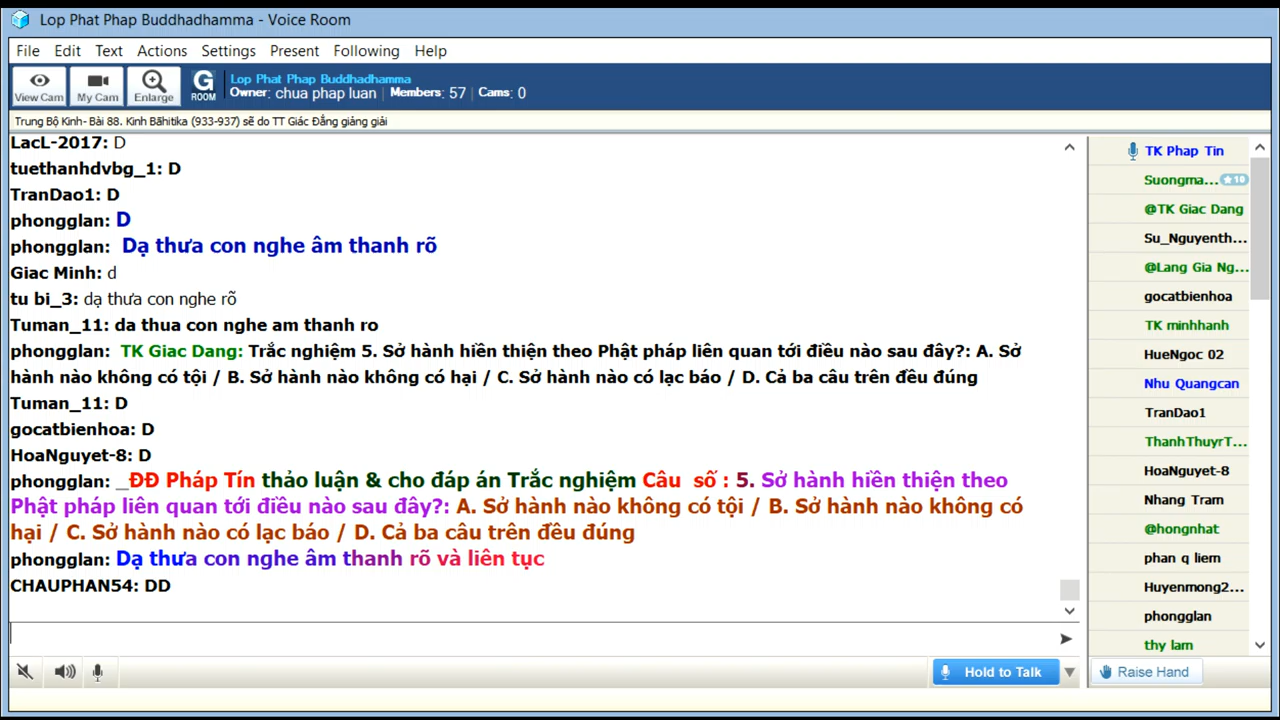 Lop Phat Phap Buddhadhamma - Voice Room
File Edit Text Actions Settings Present Following Help
View Cam My Cam Enlarge G ROOM
Lop Phat Phap Buddhadhamma
Owner: chua phap luan | Members: 57 | Cams: 0
Trung Bộ Kinh- Bài 88. Kinh Bāhitika (933-937) sẽ do TT Giác Đẳng giảng giải
LacL-2017: D
tuethanhdvbg_1: D
TranDao1: D
phongglan: D
phongglan: Dạ thưa con nghe âm thanh rõ
Giac Minh: d
tu bi_3: dạ thưa con nghe rõ
Tuman_11: da thua con nghe am thanh ro
phongglan: TK Giac Dang: Trắc nghiệm 5. Sở hành hiền thiện theo Phật pháp liên quan tới điều nào sau đây?: A. Sở
hành nào không có tội / B. Sở hành nào không có hại / C. Sở hành nào có lạc báo / D. Cả ba câu trên đều đúng
Tuman_11: D
gocatbienhoa: D
HoaNguyet-8: D
phongglan: _ĐĐ Pháp Tín thảo luận & cho đáp án Trắc nghiệm Câu số : 5. Sở hành hiền thiện theo
Phật pháp liên quan tới điều nào sau đây?: A. Sở hành nào không có tội / B. Sở hành nào không có
hại / C. Sở hành nào có lạc báo / D. Cả ba câu trên đều đúng
phongglan: Dạ thưa con nghe âm thanh rõ và liên tục
CHAUPHAN54: DD
TK Phap Tin
Suongma... ★10
@TK Giac Dang
Su_Nguyenth...
@Lang Gia Ng...
gocatbienhoa
TK minhhanh
HueNgoc 02
Nhu Quangcan
TranDao1
ThanhThuyrT...
HoaNguyet-8
Nhang Tram
@hongnhat
phan q liem
Huyenmong2...
phongglan
thy lam
Hold to Talk
Raise Hand